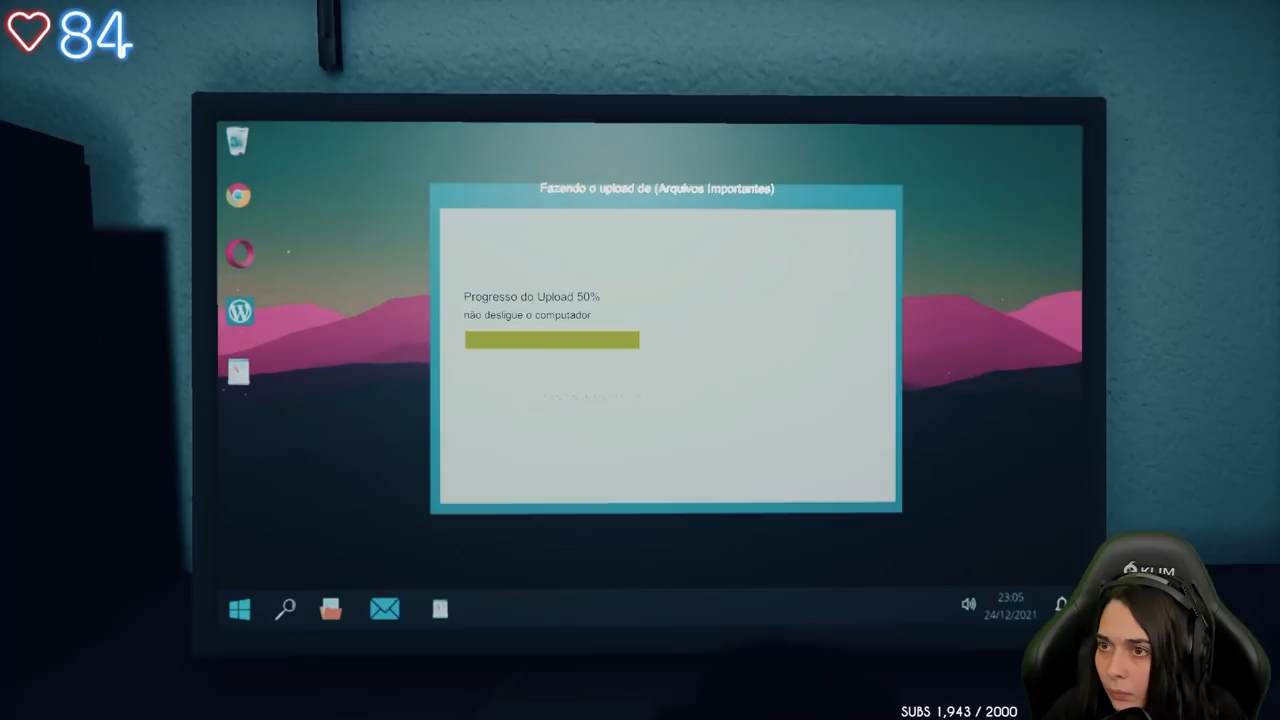 84
Fazendo o upload de (Arquivos Importantes)
Progresso do Upload 50%
não desligue o computador
23:05
24/12/2021
KLIM
SUBS 1,943 / 2000